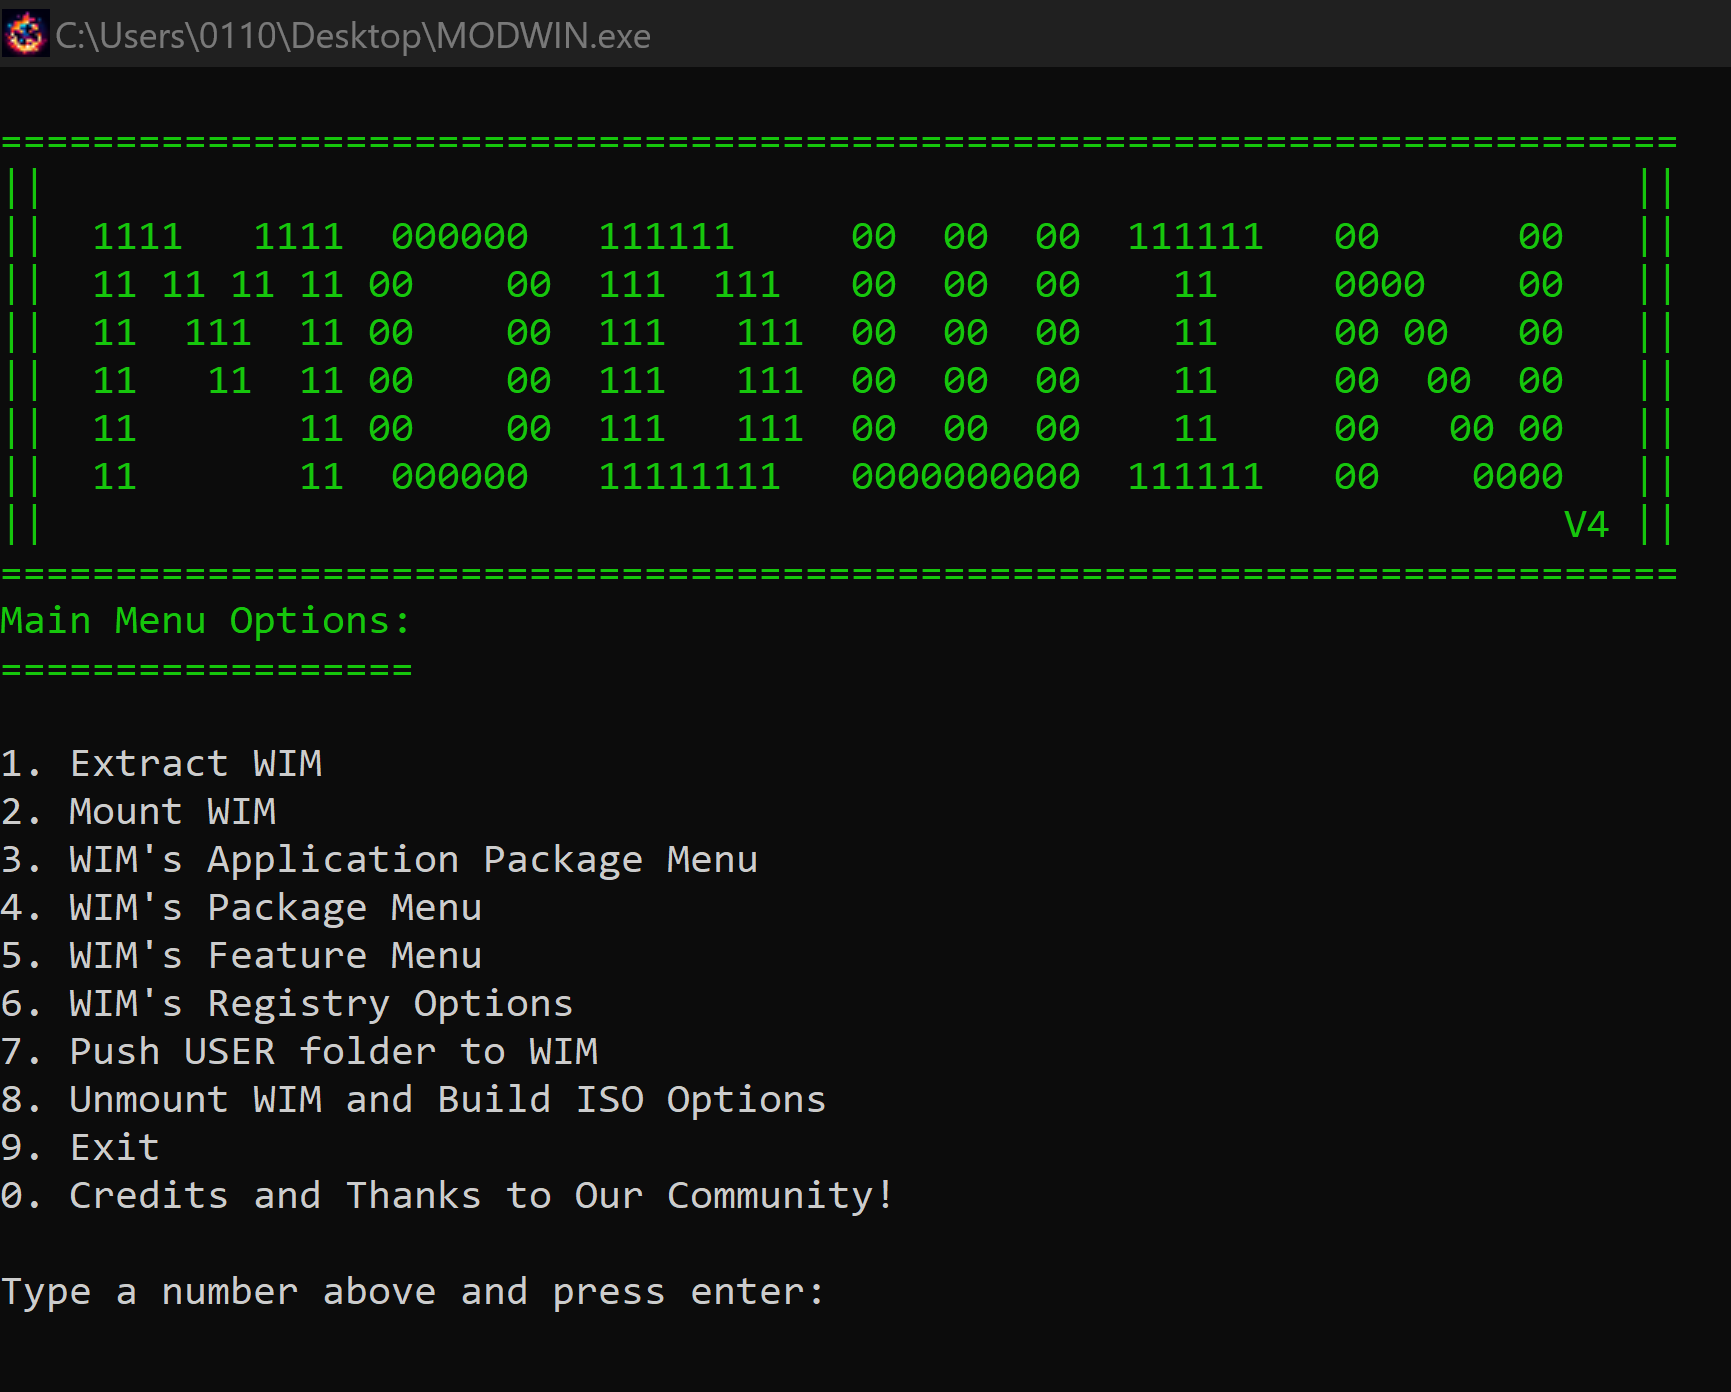 C:\Users\0110\Desktop\MODWIN.exe
=========================================================================
||                                                                     ||
||  1111   1111  000000   111111     00  00  00  111111   00      00   ||
||  11 11 11 11 00    00  111  111   00  00  00    11     0000    00   ||
||  11  111  11 00    00  111   111  00  00  00    11     00 00   00   ||
||  11   11  11 00    00  111   111  00  00  00    11     00  00  00   ||
||  11       11 00    00  111   111  00  00  00    11     00   00 00   ||
||  11       11  000000   11111111   0000000000  111111   00    0000   ||
||                                                                  V4 ||
=========================================================================
Main Menu Options:
==================
1. Extract WIM
2. Mount WIM
3. WIM's Application Package Menu
4. WIM's Package Menu
5. WIM's Feature Menu
6. WIM's Registry Options
7. Push USER folder to WIM
8. Unmount WIM and Build ISO Options
9. Exit
0. Credits and Thanks to Our Community!
Type a number above and press enter: